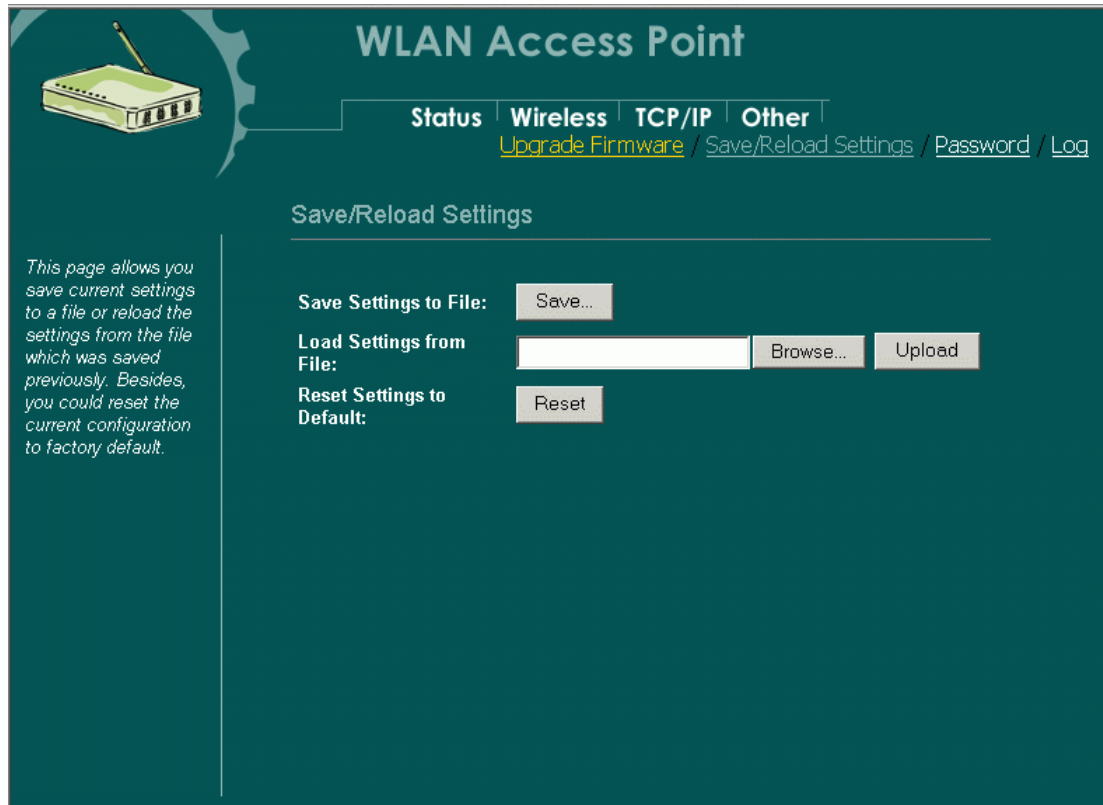 WLAN Access Point
Status Wireless TCP/IP Other
Upgrade Firmware / Save/Reload Settings / Password / Log
Save/Reload Settings
This page allows you
save current settings
to a file or reload the
settings from the file
which was saved
previously. Besides,
you could reset the
current configuration
to factory default.
Save Settings to File: Save...
Load Settings from
File: Browse... Upload
Reset Settings to
Default: Reset